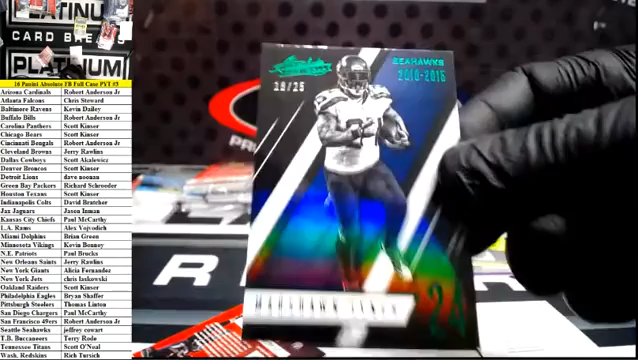 PLATINUM
CARD BREAKS
PLATINUM
16 Panini Absolute FB Full Case PYT #3
Arizona Cardinals Robert Anderson Jr
Atlanta Falcons Chris Steward
Baltimore Ravens Kevin Dailey
Buffalo Bills Robert Anderson Jr
Carolina Panthers Scott Kinser
Chicago Bears Scott Kinser
Cincinnati Bengals Robert Anderson Jr
Cleveland Browns Jerry Rawlins
Dallas Cowboys Scott Akalewicz
Denver Broncos Scott Kinser
Detroit Lions dave noonan
Green Bay Packers Richard Schroeder
Houston Texans Scott Kinser
Indianapolis Colts David Bratcher
Jax Jaguars Jason Inman
Kansas City Chiefs Paul McCarthy
L.A. Rams Alex Vojvodich
Miami Dolphins Brian Green
Minnesota Vikings Kevin Benney
N.E. Patriots Paul Brucks
New Orleans Saints Jerry Rawlins
New York Giants Alicia Fernandez
New York Jets chris laskowski
Oakland Raiders Scott Kinser
Philadelphia Eagles Bryan Shaffer
Pittsburgh Steelers Thomas Linton
San Diego Chargers Paul McCarthy
San Francisco 49ers Robert Anderson Jr
Seattle Seahawks jeffrey cowart
T.B. Buccaneers Terry Rode
Tennessee Titans Scott O'Neal
Wash. Redskins Rich Tursich
SEAHAWKS
2010-2015
25/25
MARSHAWN LYNCH
24